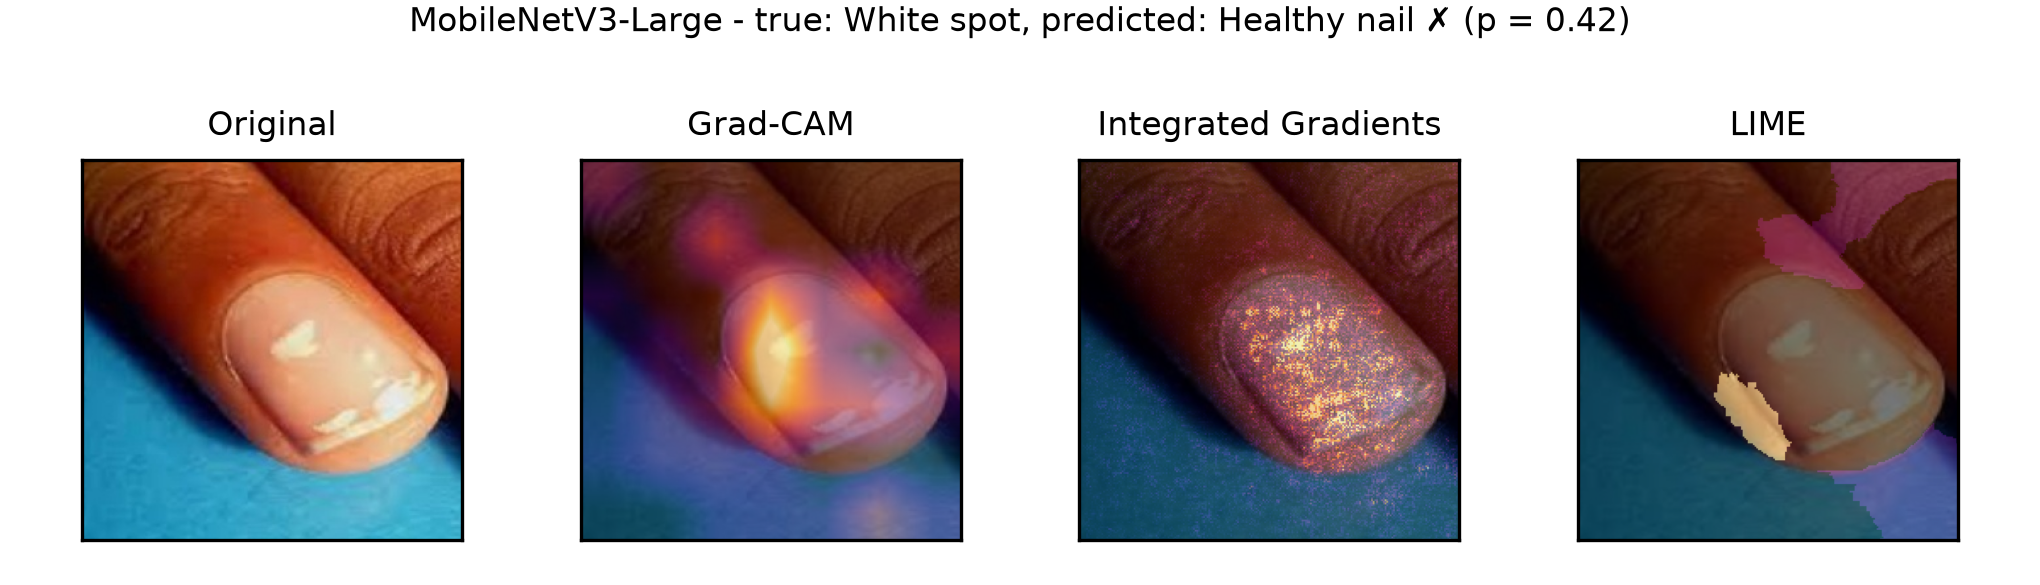 MobileNetV3-Large - true: White spot, predicted: Healthy nail ✗ (p = 0.42)
Original
Grad-CAM
Integrated Gradients
LIME